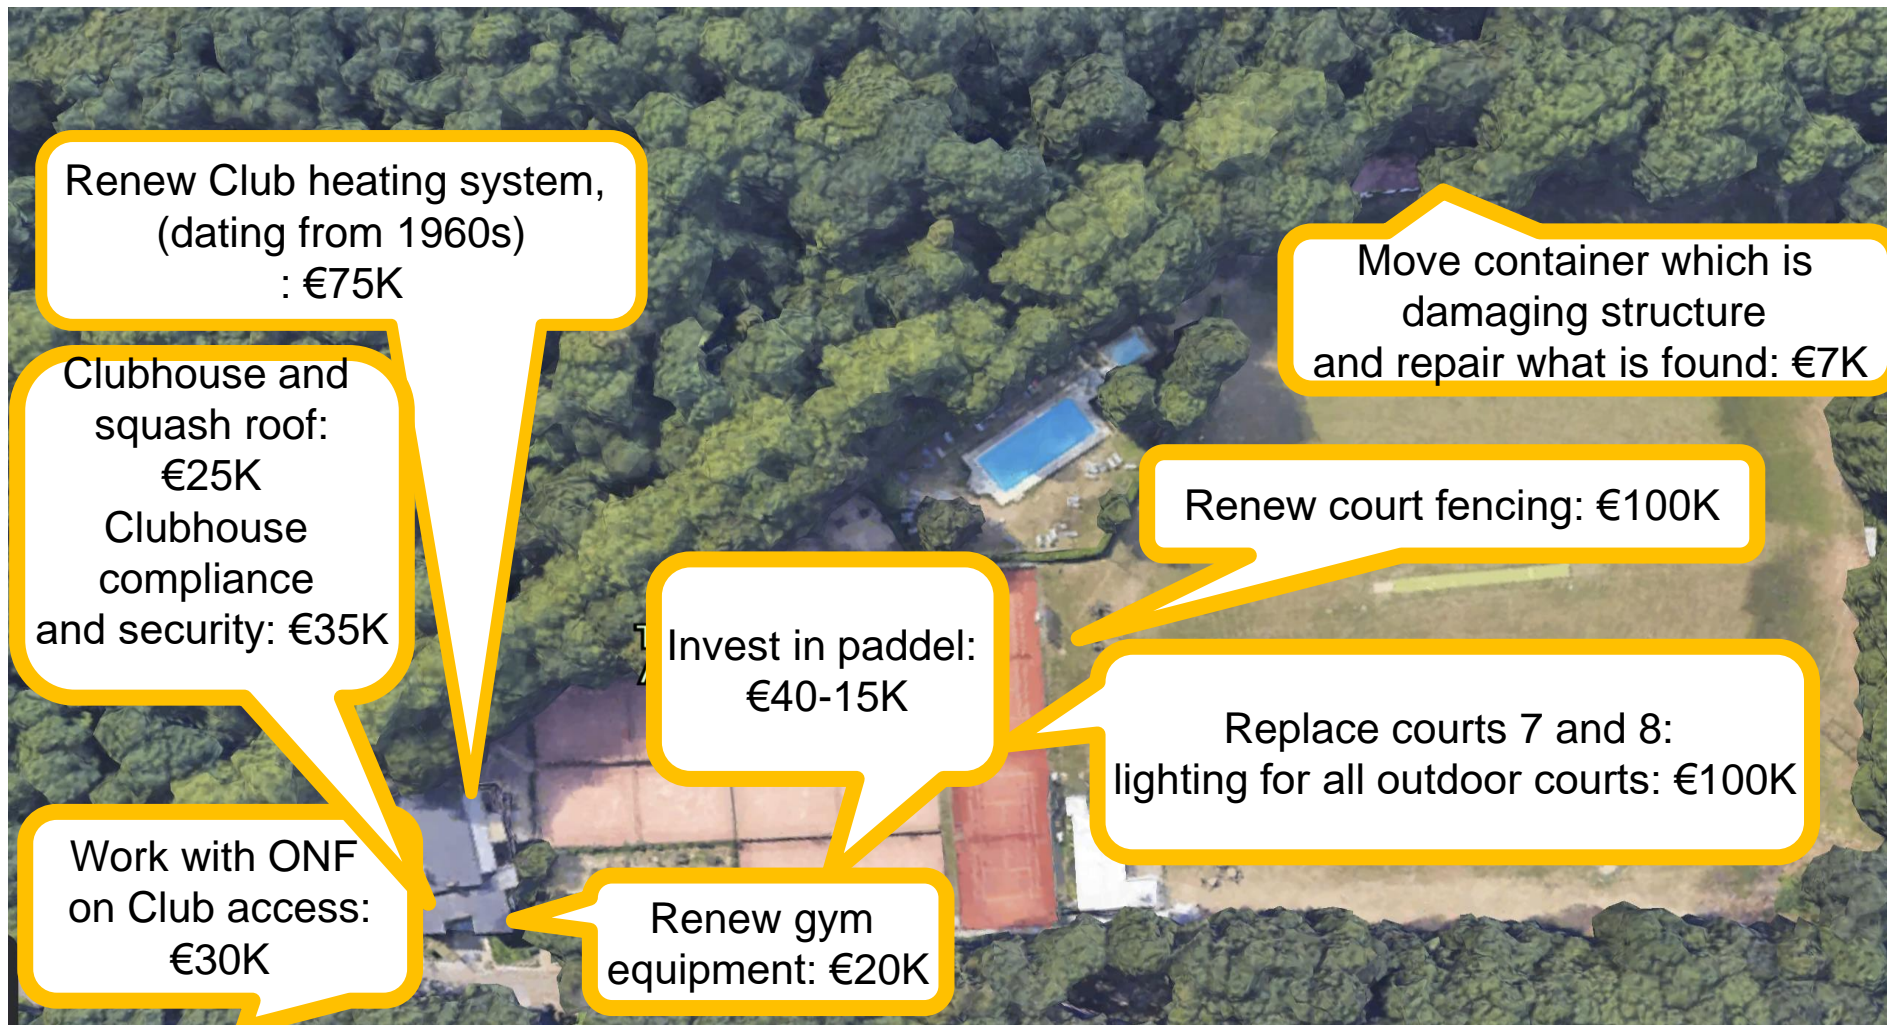 Renew Club heating system,
(dating from 1960s)
: €75K
Move container which is
damaging structure
and repair what is found: €7K
Clubhouse and
squash roof:
€25K
Clubhouse
compliance
and security: €35K
Renew court fencing: €100K
Invest in paddel:
€40-15K
Replace courts 7 and 8:
lighting for all outdoor courts: €100K
Work with ONF
on Club access:
€30K
Renew gym
equipment: €20K